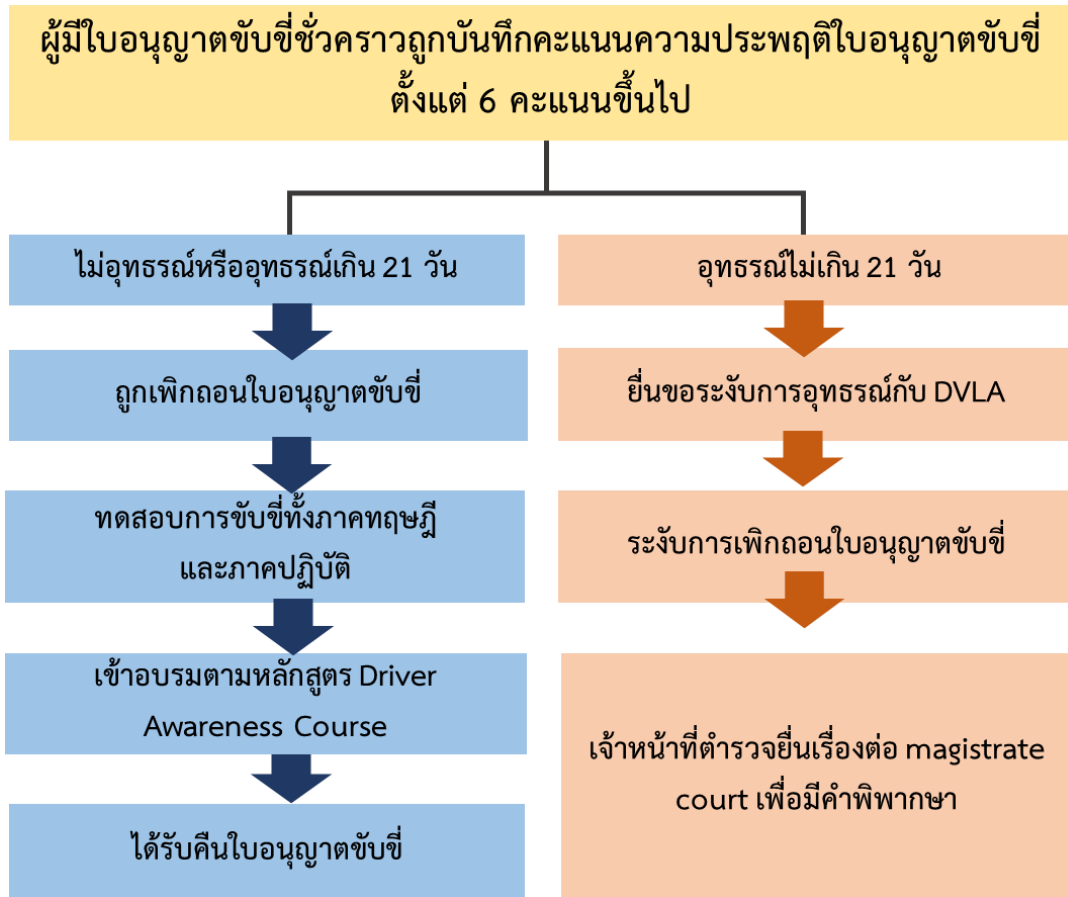 ผู้มีใบอนุญาตขับขี่ชั่วคราวถูกบันทึกคะแนนความประพฤติใบอนุญาตขับขี่
ตั้งแต่ 6 คะแนนขึ้นไป
ไม่อุทธรณ์หรืออุทธรณ์เกิน 21 วัน
ถูกเพิกถอนใบอนุญาตขับขี่
ทดสอบการขับขี่ทั้งภาคทฤษฎี
และภาคปฏิบัติ
เข้าอบรมตามหลักสูตร Driver
Awareness Course
ได้รับคืนใบอนุญาตขับขี่
อุทธรณ์ไม่เกิน 21 วัน
ยื่นขอระงับการอุทธรณ์กับ DVLA
ระงับการเพิกถอนใบอนุญาตขับขี่
เจ้าหน้าที่ตำรวจยื่นเรื่องต่อ magistrate
court เพื่อมีคำพิพากษา